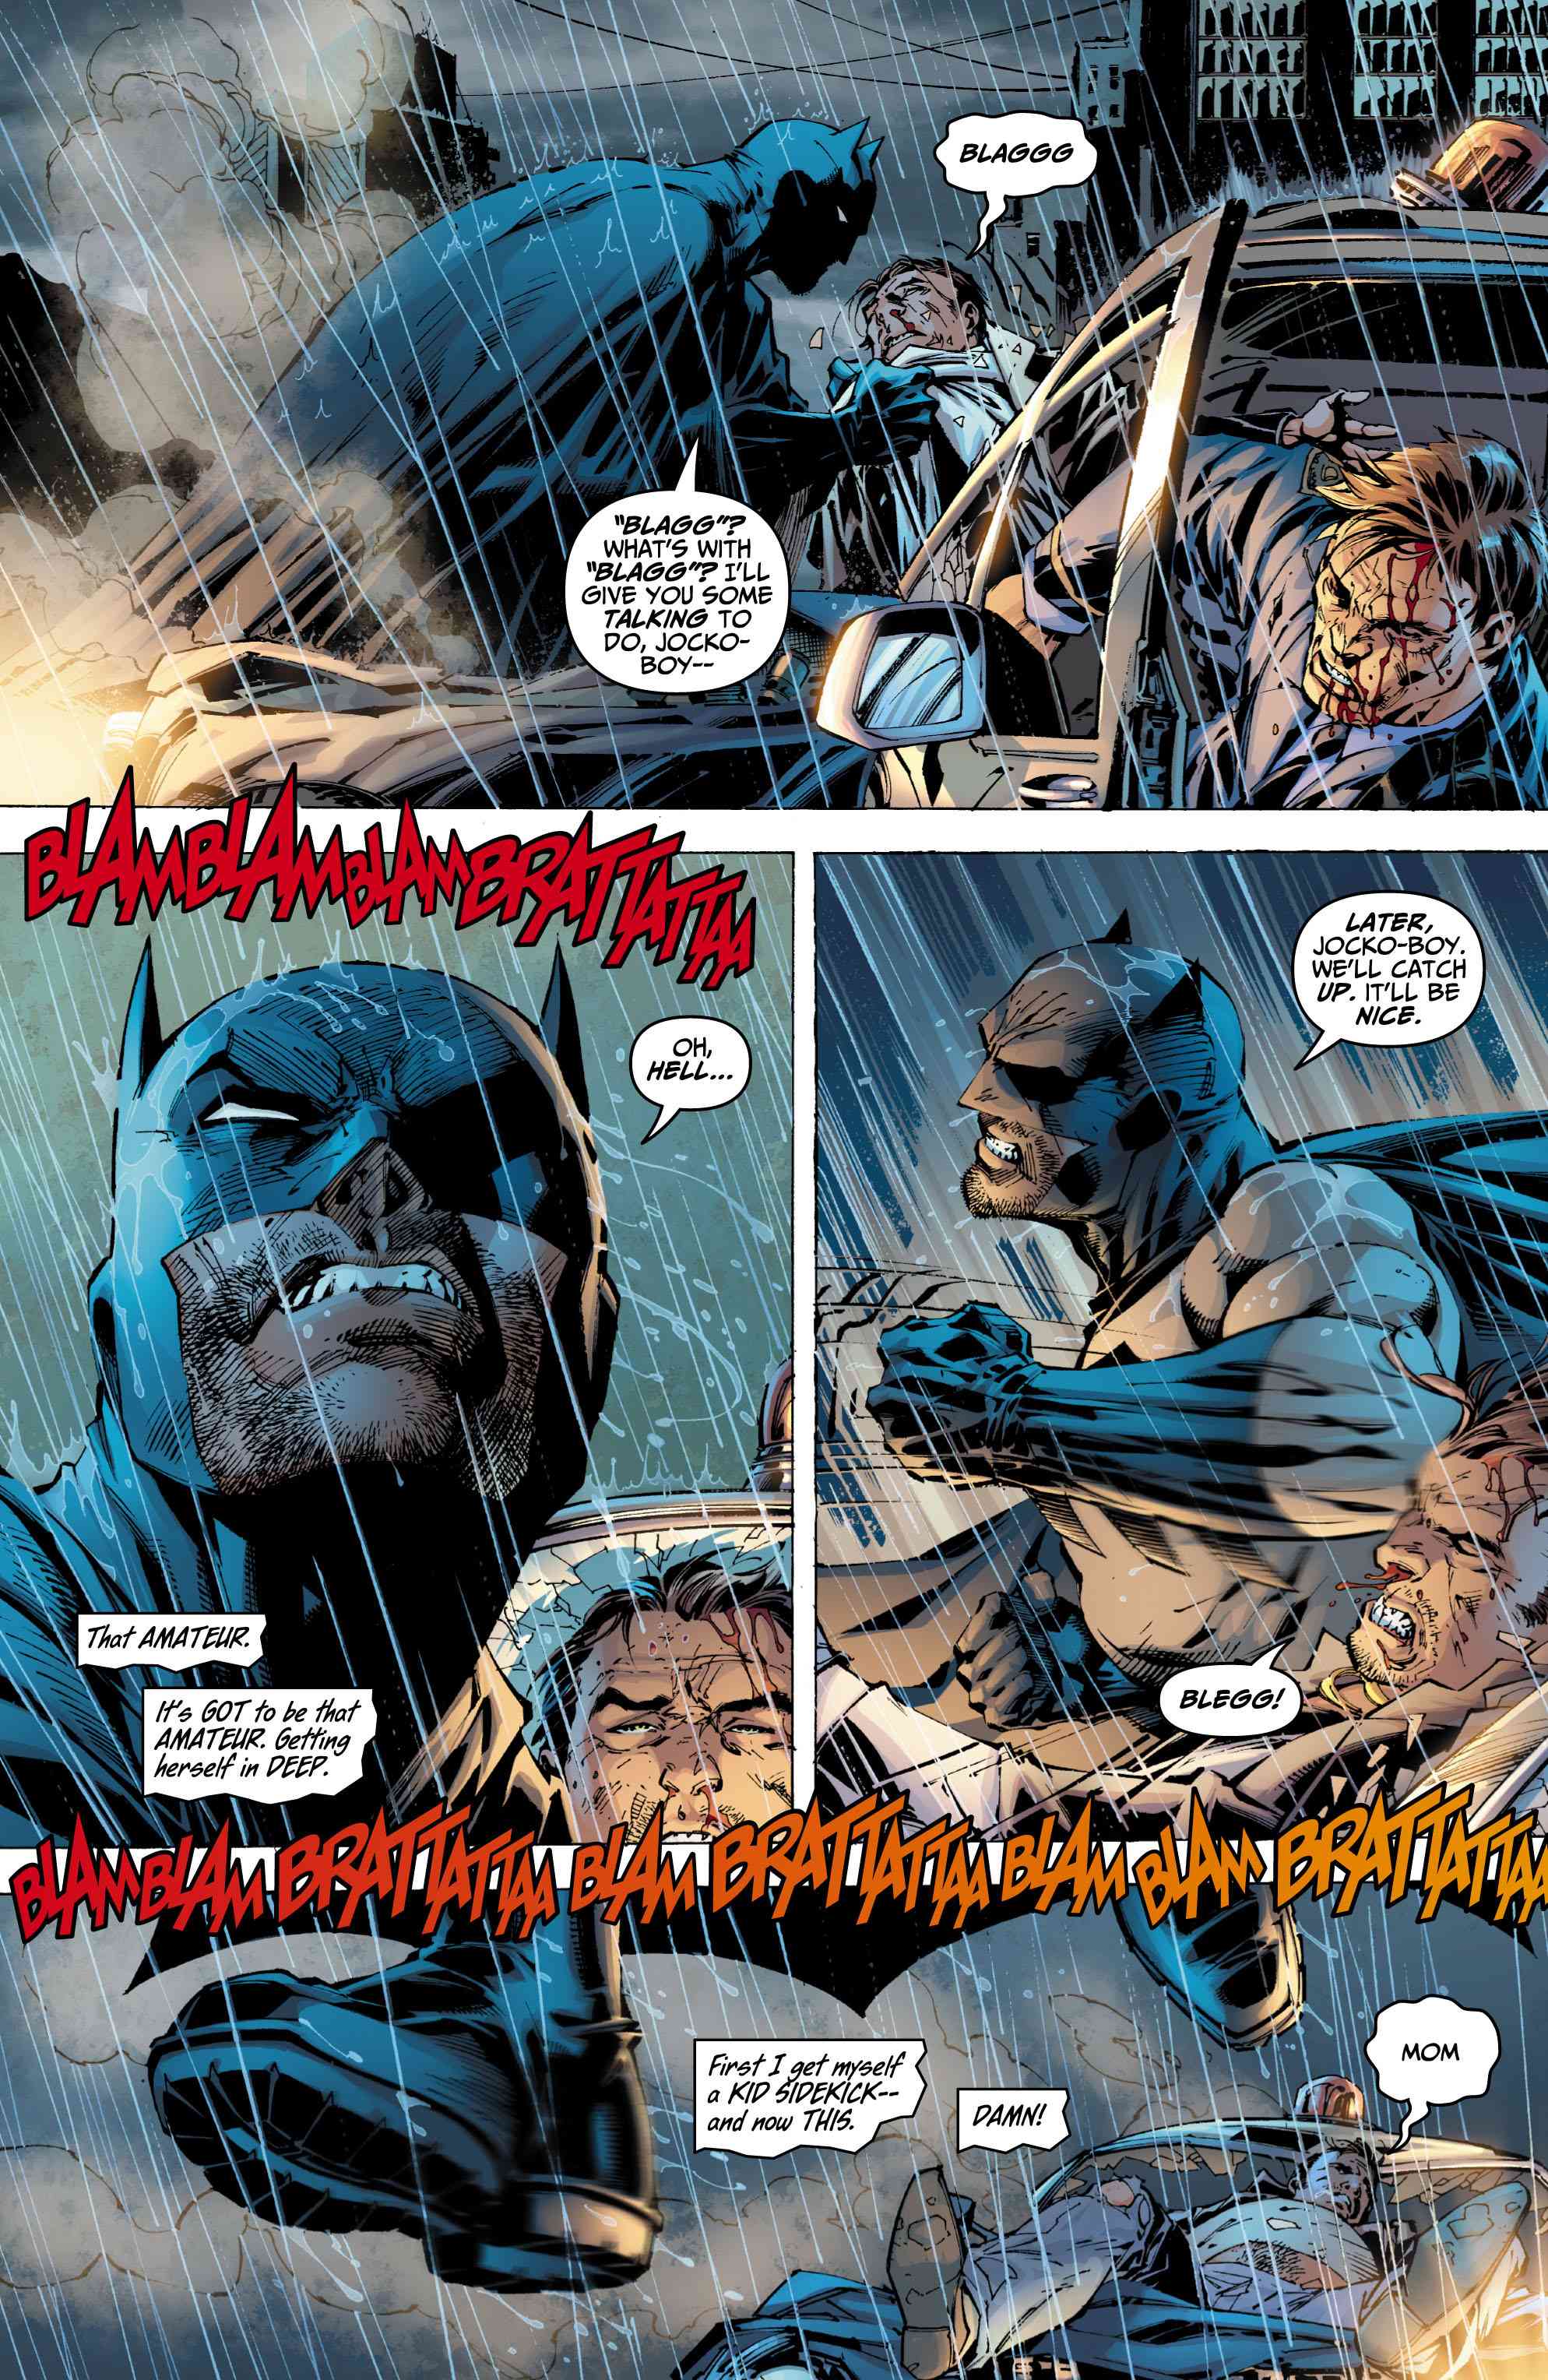 BLAGGG
"BLAGG"?
WHAT'S WITH
"BLAGG"? I'LL
GIVE YOU SOME
TALKING TO
DO, JOCKO-
BOY--
BLAMBLAMBLAMBRATTATTAA
OH,
HELL...
That AMATEUR.
It's GOT to be that
AMATEUR. Getting
herself in DEEP.
LATER,
JOCKO-BOY.
WE'LL CATCH
UP. IT'LL BE
NICE.
BLEGG!
BLAMBLAM BRATTATTAA BLAM BRATTATTAA BLAM BLAM BRATTATTAA
First I get myself
a KID SIDEKICK--
and now THIS.
DAMN!
MOM